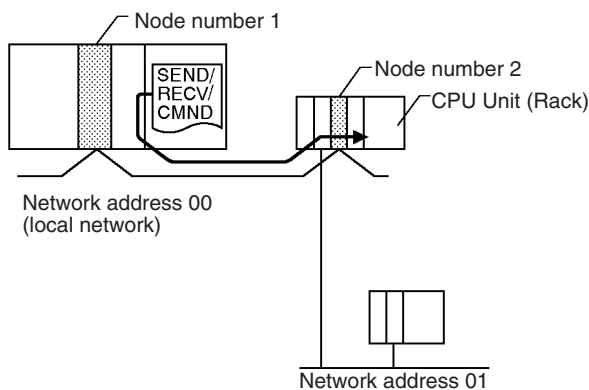 Node number 1
SEND/
RECV/
CMND
Node number 2
CPU Unit (Rack)
Network address 00
(local network)
Network address 01